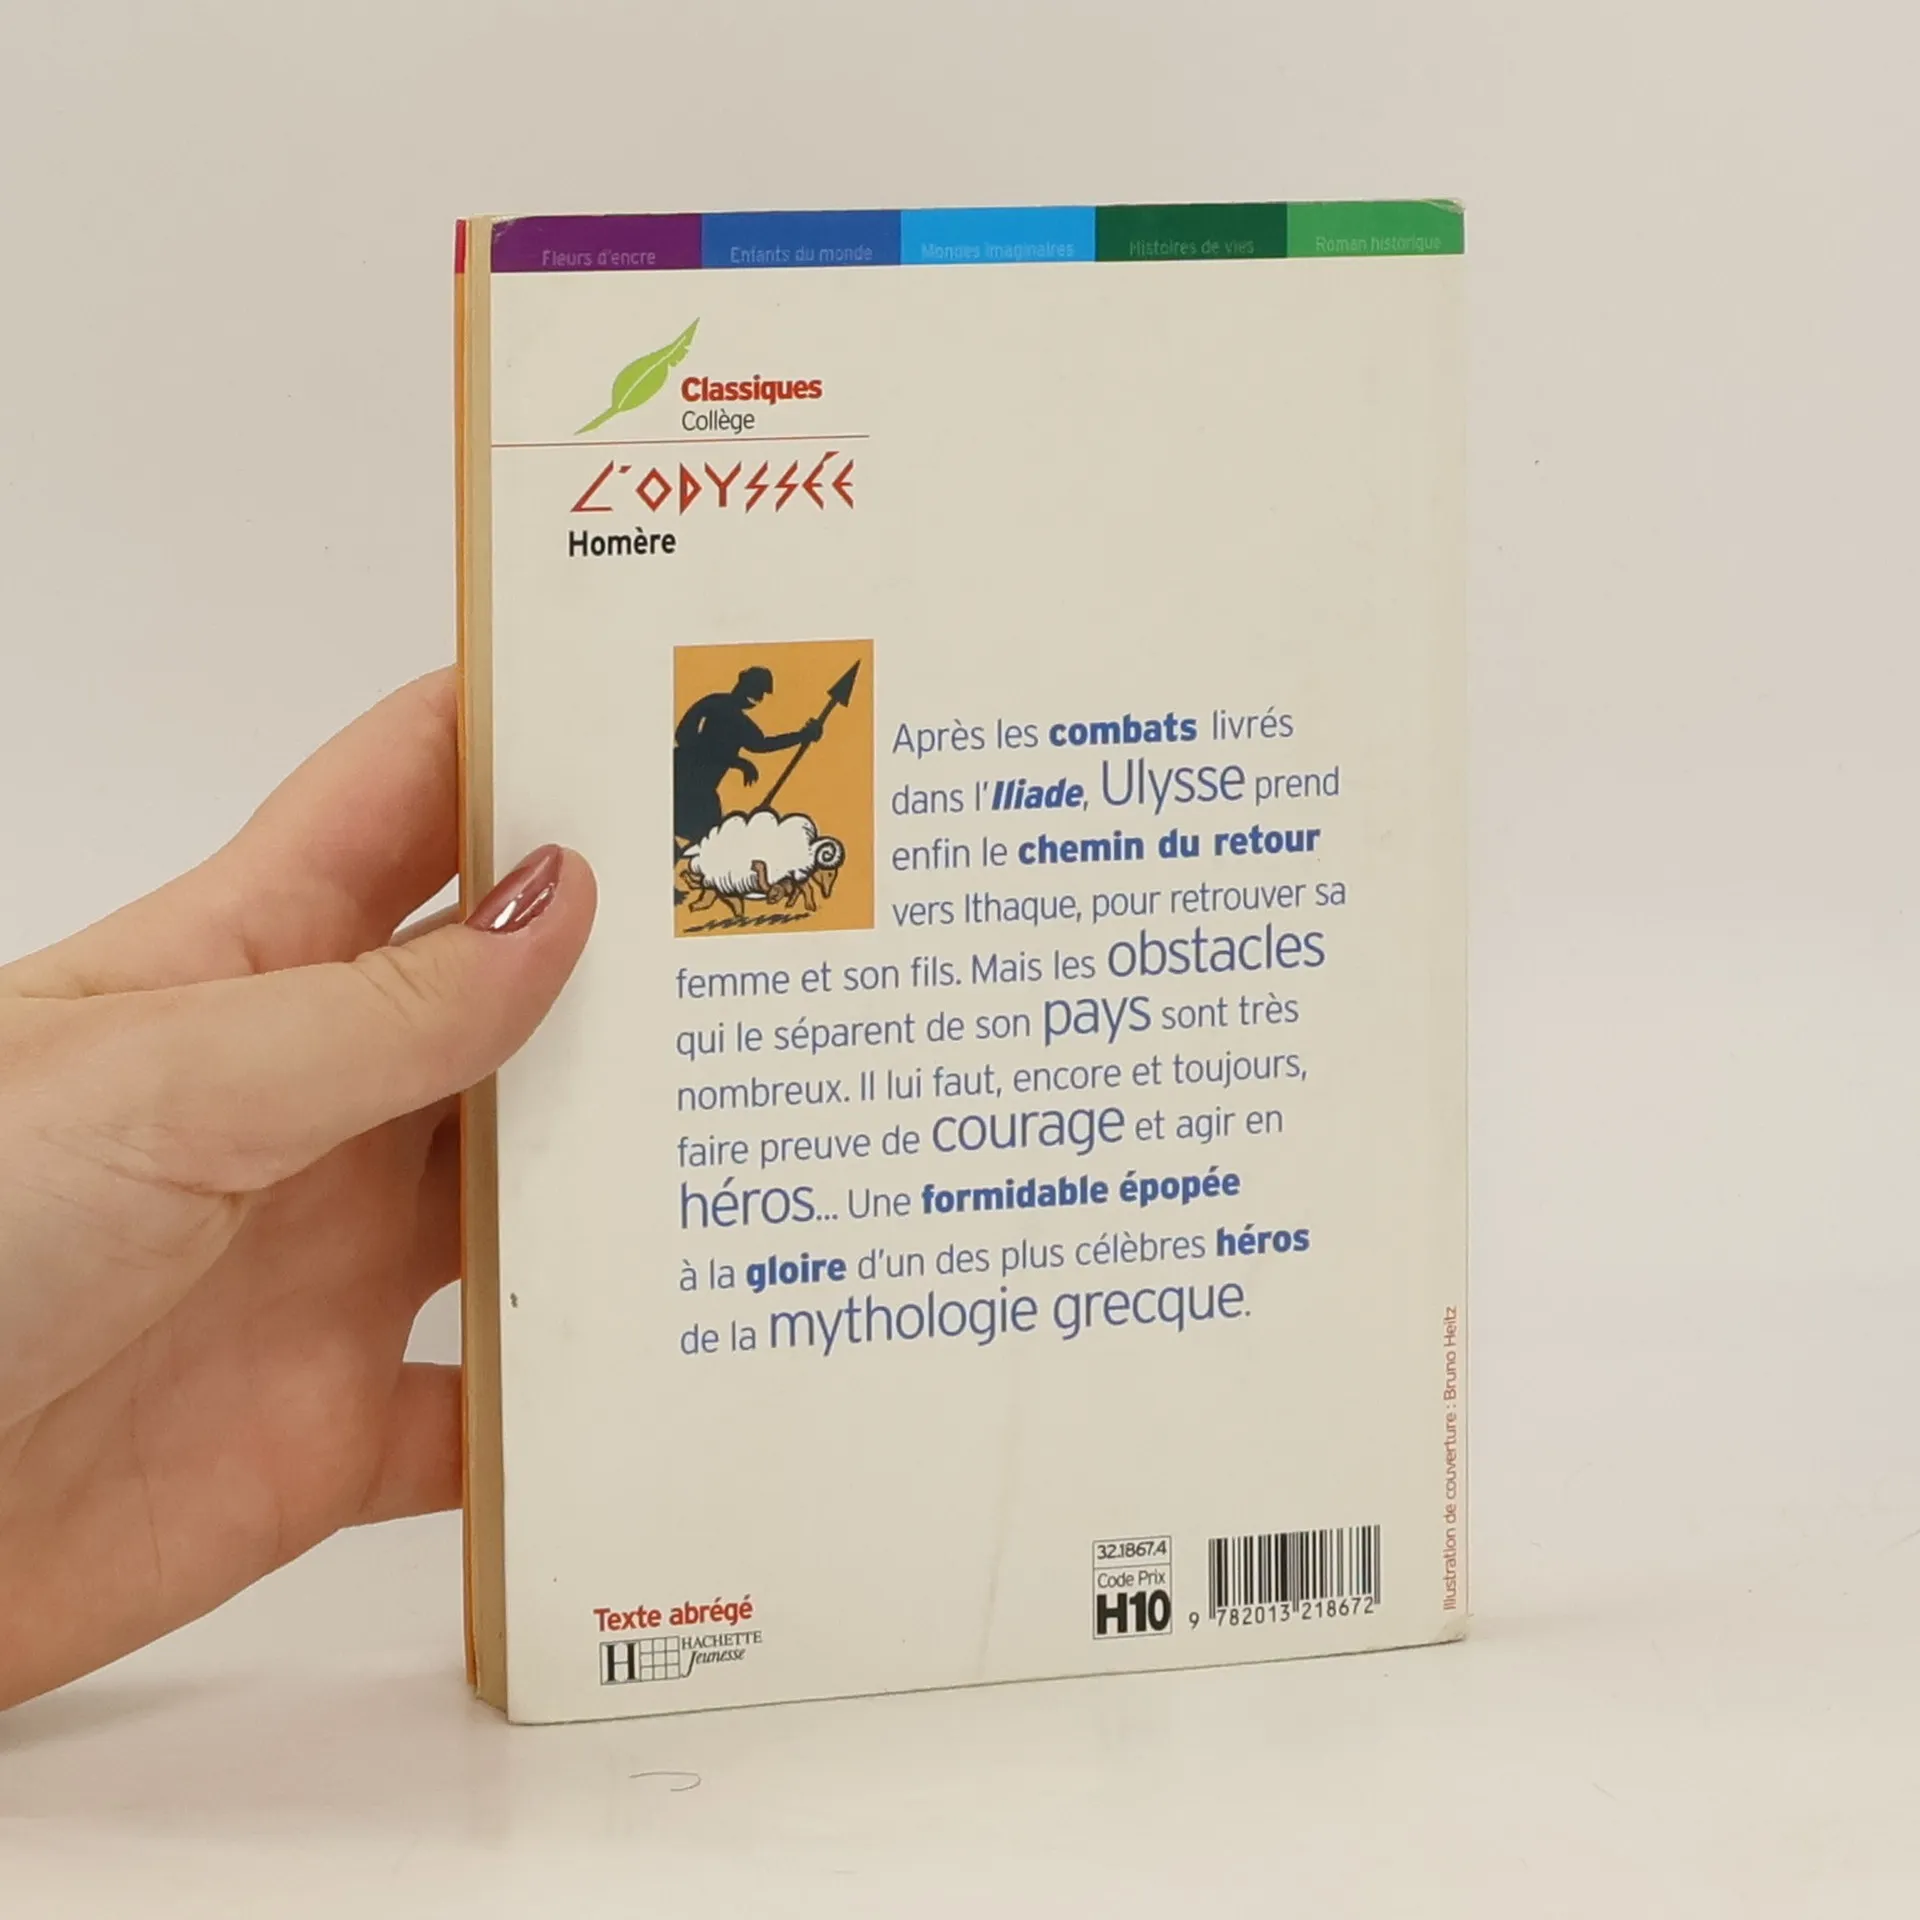 Fleurs d'encre Enfants du monde Mondes imaginaires Histoires de vies Roman historique
Classiques
Collège
L'ODYSSÉE
Homère
Après les combats livrés
dans l'Iliade, Ulysse prend
enfin le chemin du retour
vers Ithaque, pour retrouver sa
femme et son fils. Mais les obstacles
qui le séparent de son pays sont très
nombreux. Il lui faut, encore et toujours,
faire preuve de courage et agir en
héros... Une formidable épopée
à la gloire d'un des plus célèbres héros
de la mythologie grecque.
Illustration de couverture : Bruno Heitz
Texte abrégé
H HACHETTE
Jeunesse
32.1867.4
Code Prix
H10
9 782013 218672